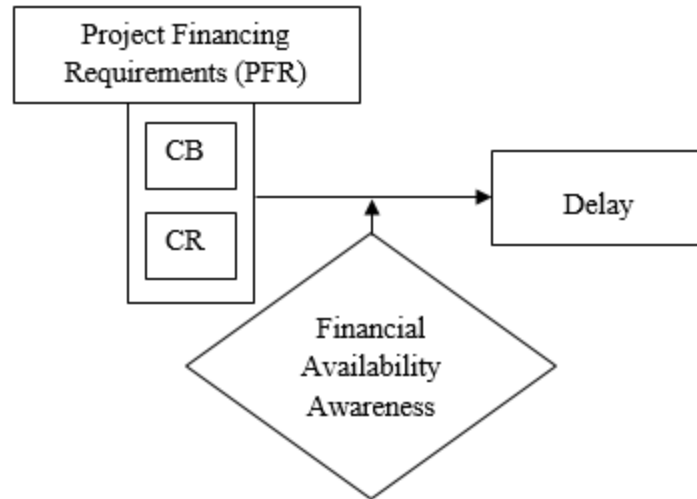 Project Financing
Requirements (PFR)
CB
CR
Delay
Financial
Availability
Awareness